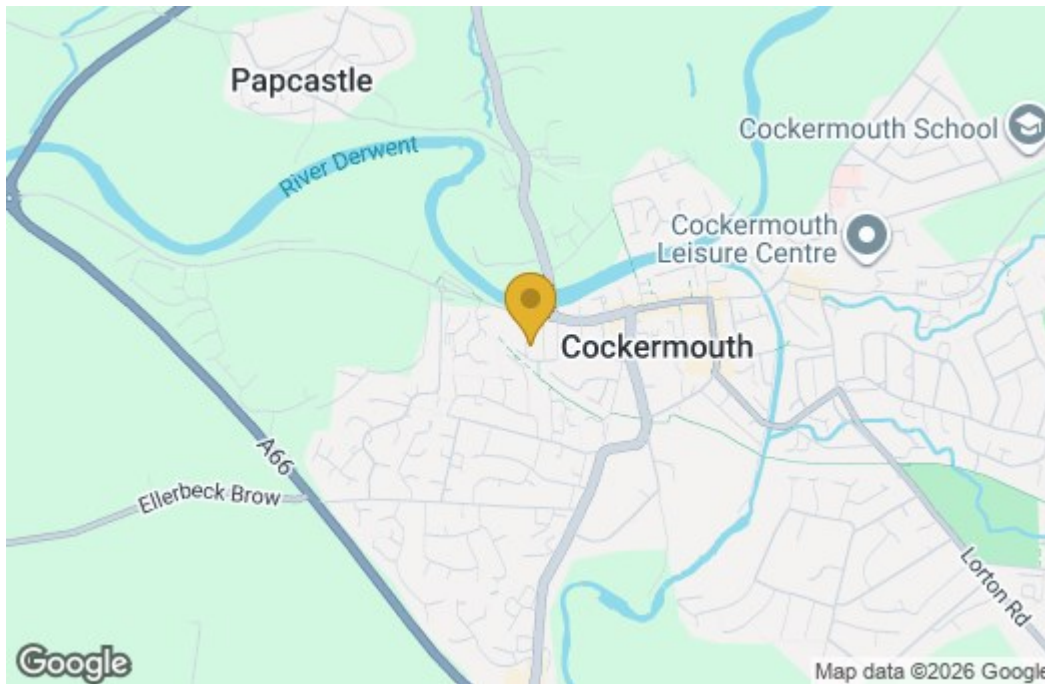 Papcastle
River Derwent
Cockermouth School
Cockermouth
Leisure Centre
Cockermouth
A66
Ellerbeck Brow
Lorton Rd
Google
Map data ©2026 Google